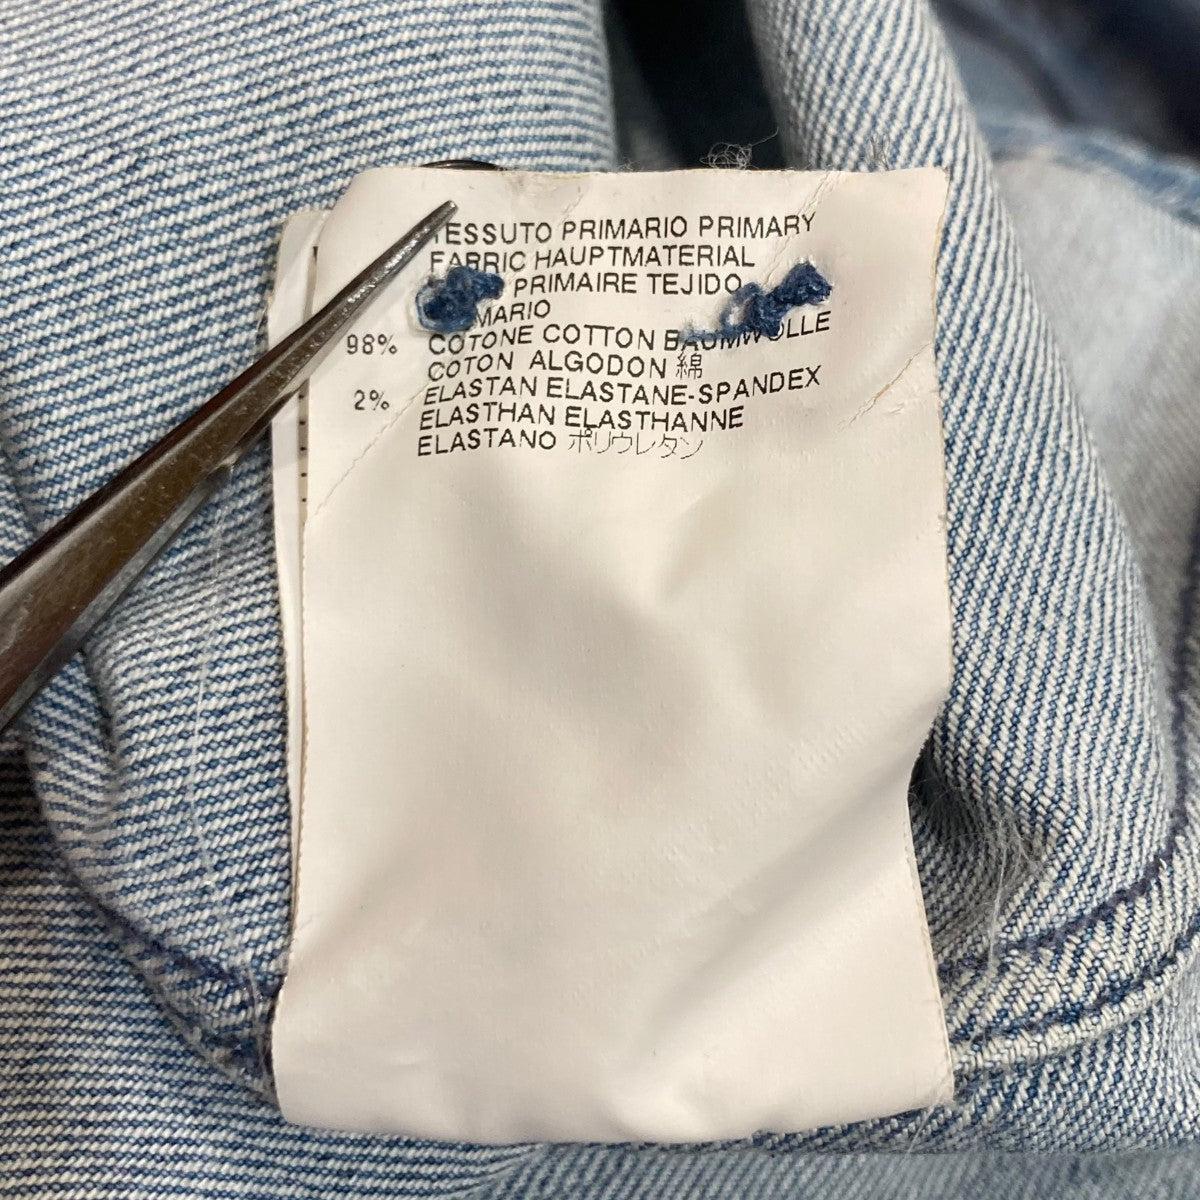 TESSUTO PRIMARIO PRIMARY
FABRIC HAUPTMATERIAL
PRIMAIRE TEJIDO
98% COTONE COTTON BAUMWOLLE
COTON ALGODON 綿
2% ELASTAN ELASTANE-SPANDEX
ELASTHAN ELASTHANNE
ELASTANO ポリウレタン